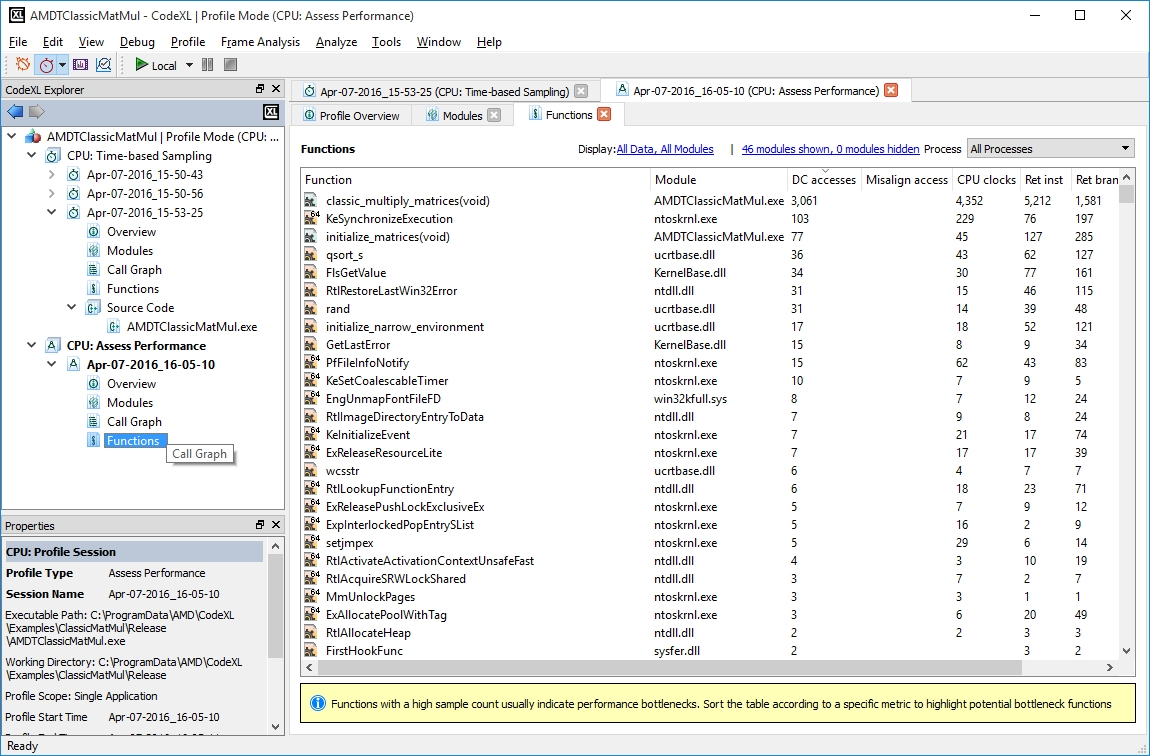 AMDTClassicMatMul - CodeXL | Profile Mode (CPU: Assess Performance)
File Edit View Debug Profile Frame Analysis Analyze Tools Window Help
Local
CodeXL Explorer
AMDTClassicMatMul | Profile Mode (CPU: ...
CPU: Time-based Sampling
Apr-07-2016_15-50-43
Apr-07-2016_15-50-56
Apr-07-2016_15-53-25
Overview
Modules
Call Graph
Functions
Source Code
AMDTClassicMatMul.exe
CPU: Assess Performance
Apr-07-2016_16-05-10
Overview
Modules
Call Graph
Functions
Call Graph
Properties
CPU: Profile Session
Profile Type Assess Performance
Session Name Apr-07-2016_16-05-10
Executable Path: C:\ProgramData\AMD\CodeXL
\Examples\ClassicMatMul\Release
\AMDTClassicMatMul.exe
Working Directory: C:\ProgramData\AMD\CodeXL
\Examples\ClassicMatMul\Release
Profile Scope: Single Application
Profile Start Time Apr-07-2016_16-05-10
Apr-07-2016_15-53-25 (CPU: Time-based Sampling) Apr-07-2016_16-05-10 (CPU: Assess Performance)
Profile Overview Modules Functions
Functions Display:All Data, All Modules | 46 modules shown, 0 modules hidden Process All Processes
Function Module DC accesses Misalign access CPU clocks Ret inst Ret bran
classic_multiply_matrices(void) AMDTClassicMatMul.exe 3,061 4,352 5,212 1,581
KeSynchronizeExecution ntoskrnl.exe 103 229 76 197
initialize_matrices(void) AMDTClassicMatMul.exe 77 45 127 285
qsort_s ucrtbase.dll 36 43 62 127
FlsGetValue KernelBase.dll 34 30 77 161
RtlRestoreLastWin32Error ntdll.dll 31 15 46 115
rand ucrtbase.dll 31 14 39 48
initialize_narrow_environment ucrtbase.dll 17 18 52 121
GetLastError KernelBase.dll 15 8 9 34
PfFileInfoNotify ntoskrnl.exe 15 62 43 83
KeSetCoalescableTimer ntoskrnl.exe 10 7 9 5
EngUnmapFontFileFD win32kfull.sys 8 7 12 24
RtlImageDirectoryEntryToData ntdll.dll 7 9 8 24
KeInitializeEvent ntoskrnl.exe 7 21 17 74
ExReleaseResourceLite ntoskrnl.exe 7 17 17 39
wcsstr ucrtbase.dll 6 4 7 7
RtlLookupFunctionEntry ntdll.dll 6 18 23 71
ExReleasePushLockExclusiveEx ntoskrnl.exe 5 7 9 12
ExpInterlockedPopEntrySList ntoskrnl.exe 5 16 2 9
setjmpex ntoskrnl.exe 5 29 6 14
RtlActivateActivationContextUnsafeFast ntdll.dll 4 3 10 19
RtlAcquireSRWLockShared ntdll.dll 3 7 2 7
MmUnlockPages ntoskrnl.exe 3 3 1 1
ExAllocatePoolWithTag ntoskrnl.exe 3 6 20 49
RtlAllocateHeap ntdll.dll 2 2 3 3
FirstHookFunc sysfer.dll 2 3 2
Functions with a high sample count usually indicate performance bottlenecks. Sort the table according to a specific metric to highlight potential bottleneck functions
Ready